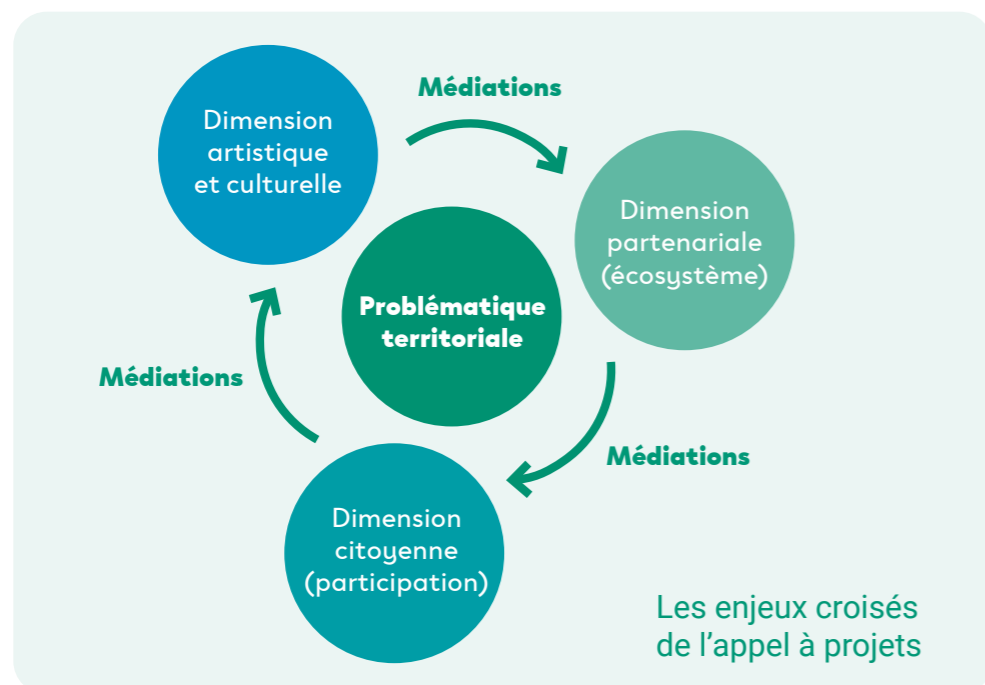 Médiations
Dimension
artistique
et culturelle
Dimension
partenariale
(écosystème)
Problématique
territoriale
Médiations
Médiations
Dimension
citoyenne
(participation)
Les enjeux croisés
de l’appel à projets